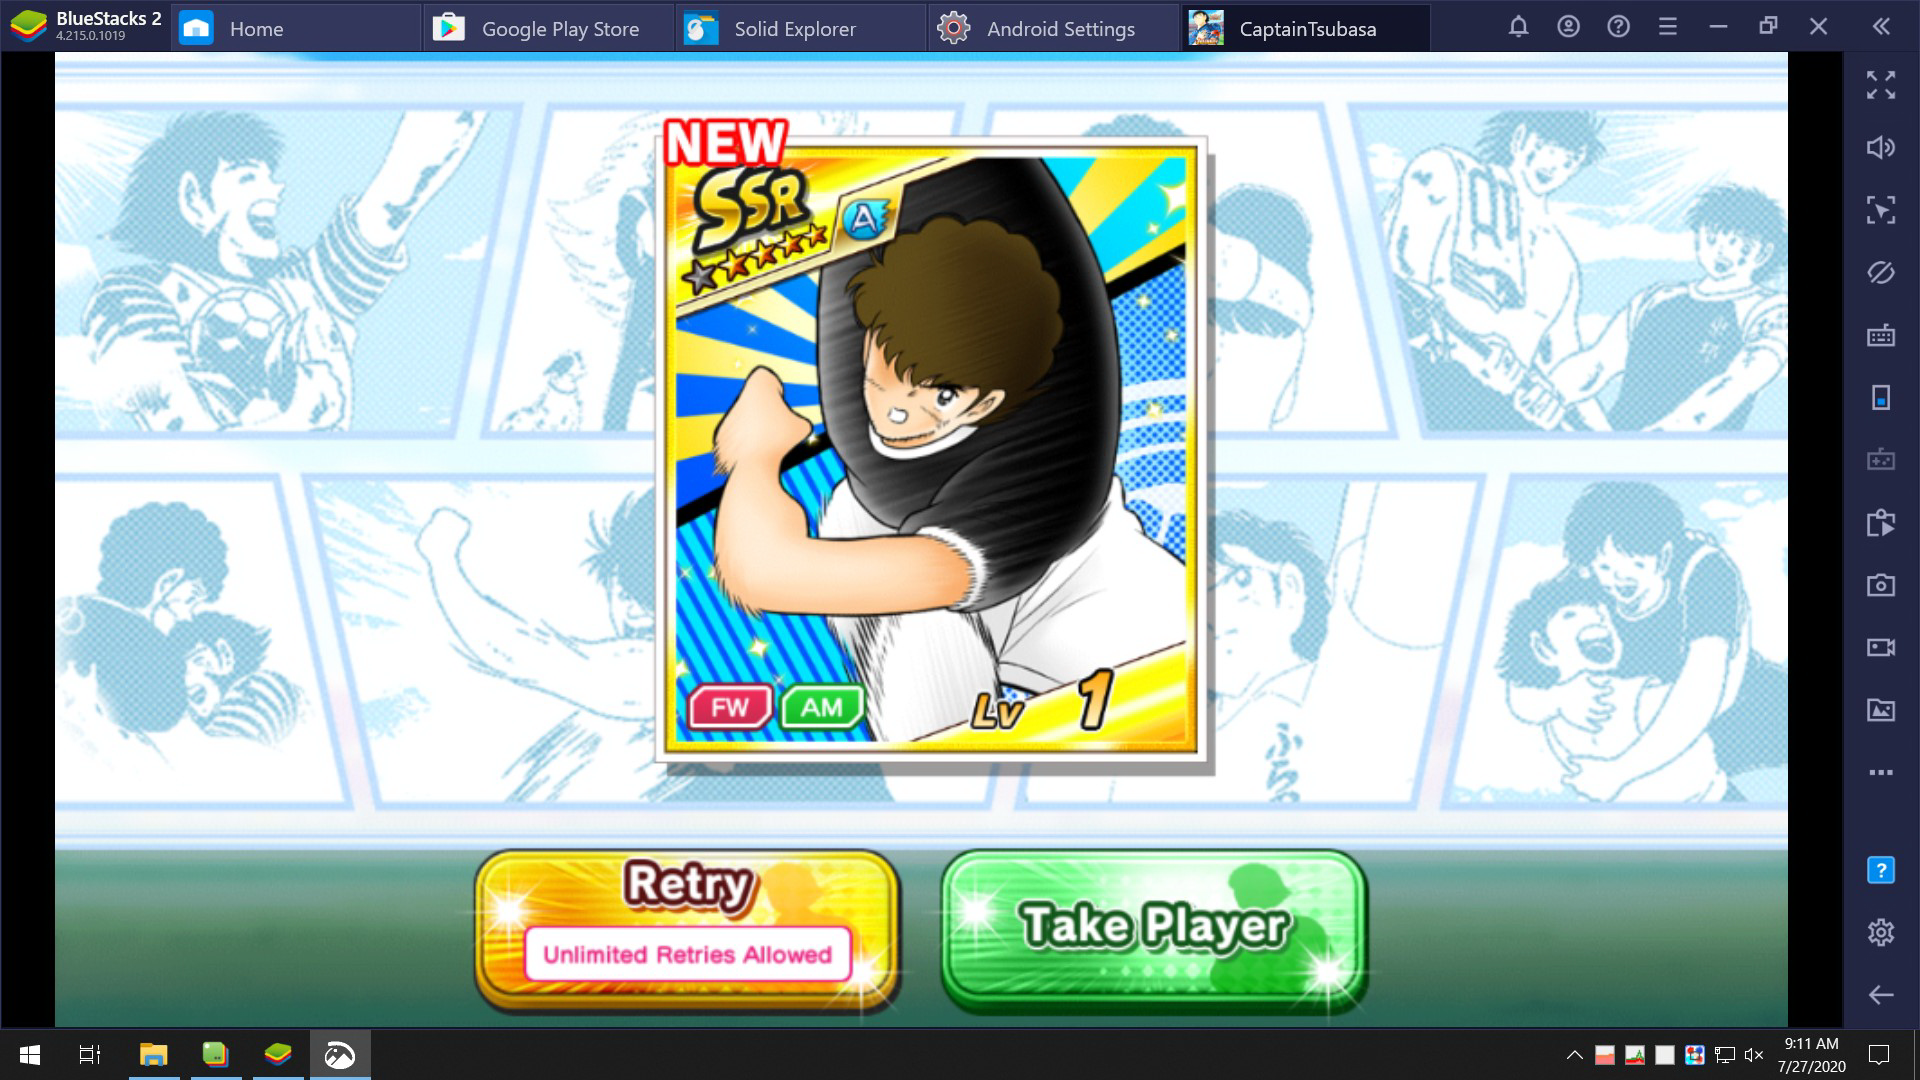 BlueStacks 2
4.215.0.1019
Home
Google Play Store
Solid Explorer
Android Settings
CaptainTsubasa
NEW
SSR
A
FW
AM
Lv 1
Retry
Unlimited Retries Allowed
Take Player
9:11 AM
7/27/2020